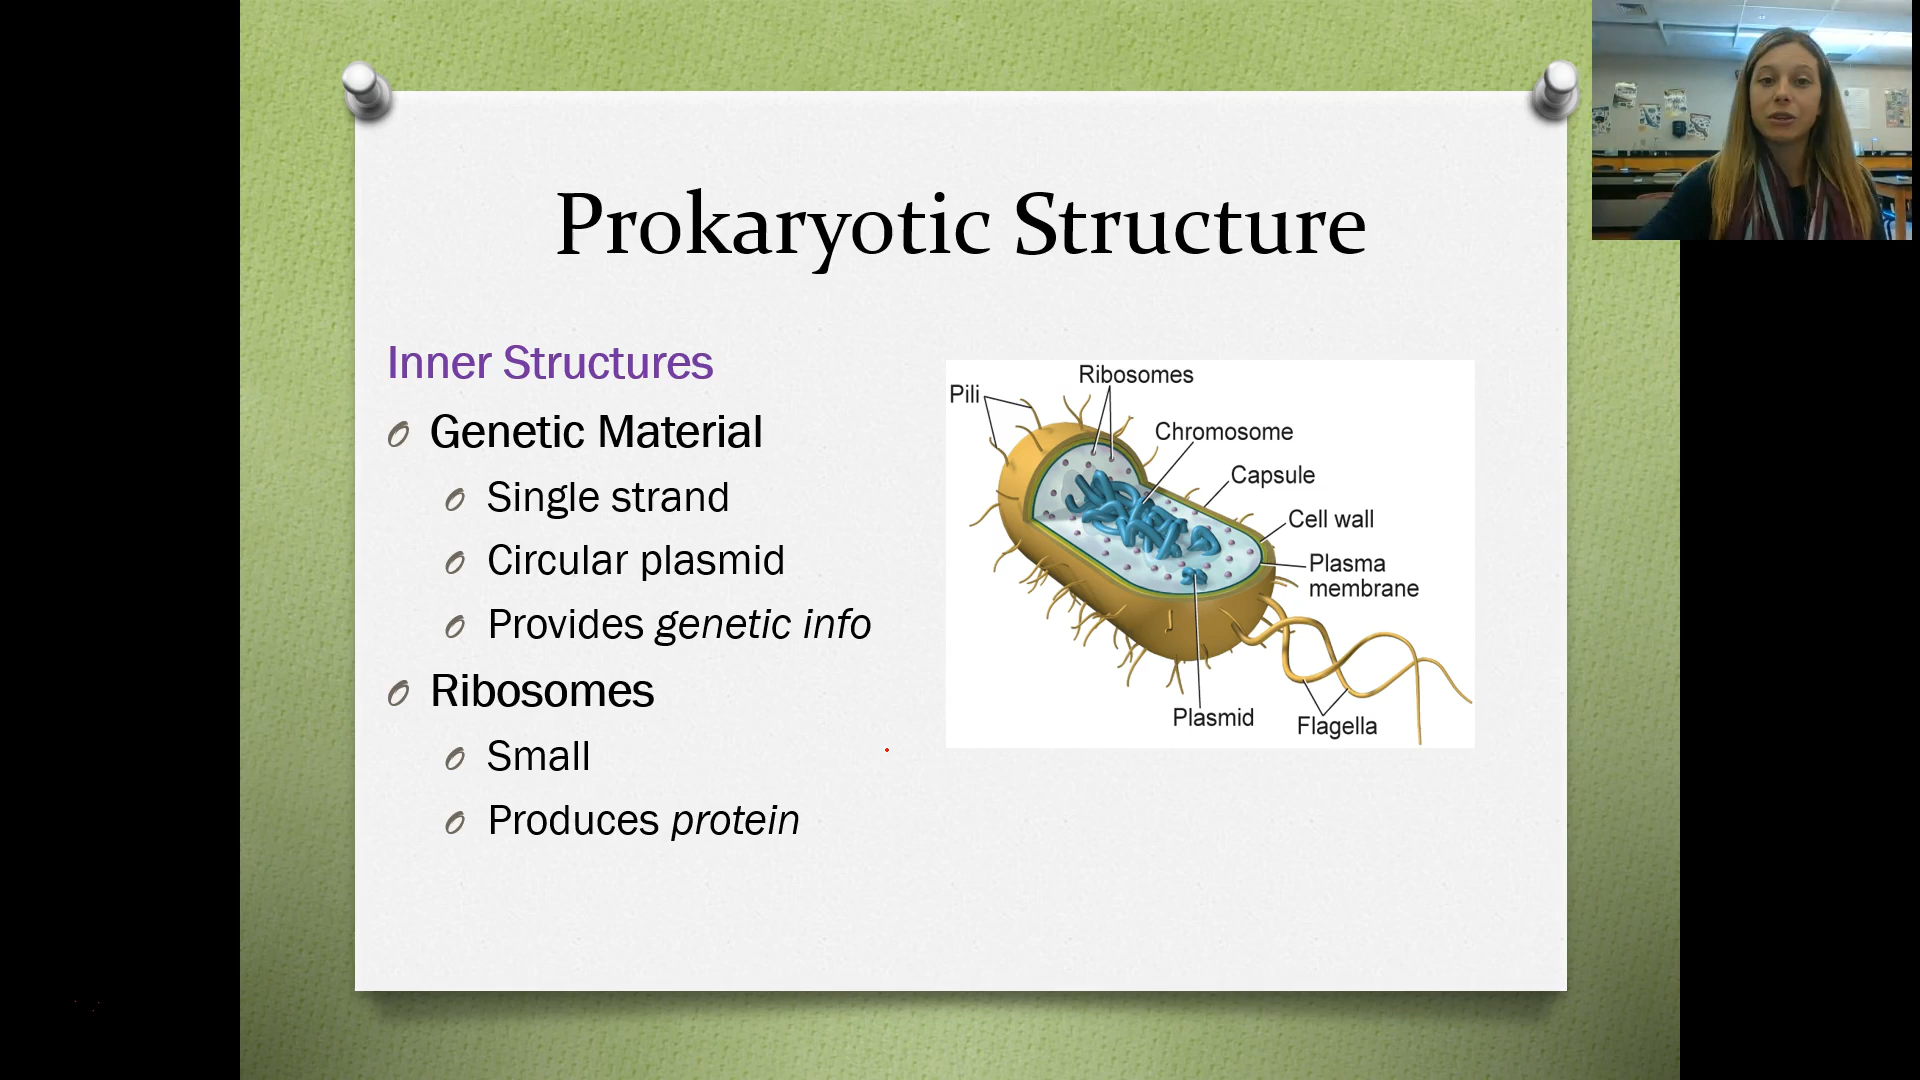 Prokaryotic Structure
Inner Structures
Genetic Material
Single strand
Circular plasmid
Provides genetic info
Ribosomes
Small
Produces protein
Ribosomes
Pili
Chromosome
Capsule
Cell wall
Plasma
membrane
Plasmid
Flagella